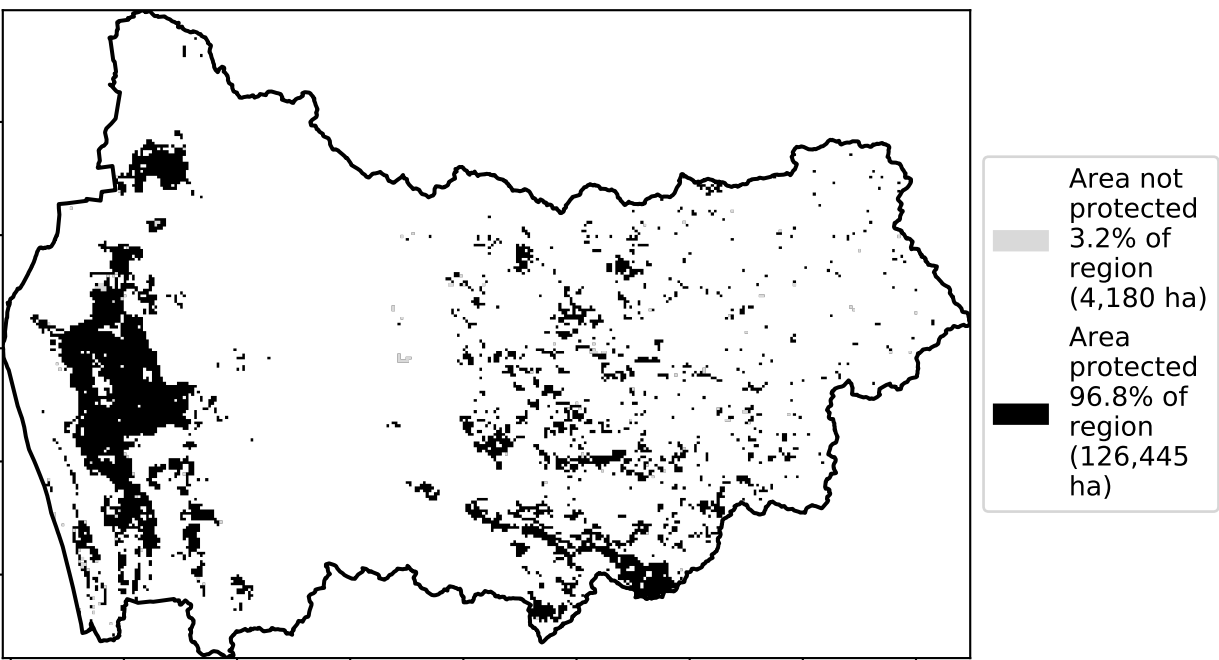 Area not
protected
3.2% of
region
(4,180 ha)
Area
protected
96.8% of
region
(126,445
ha)